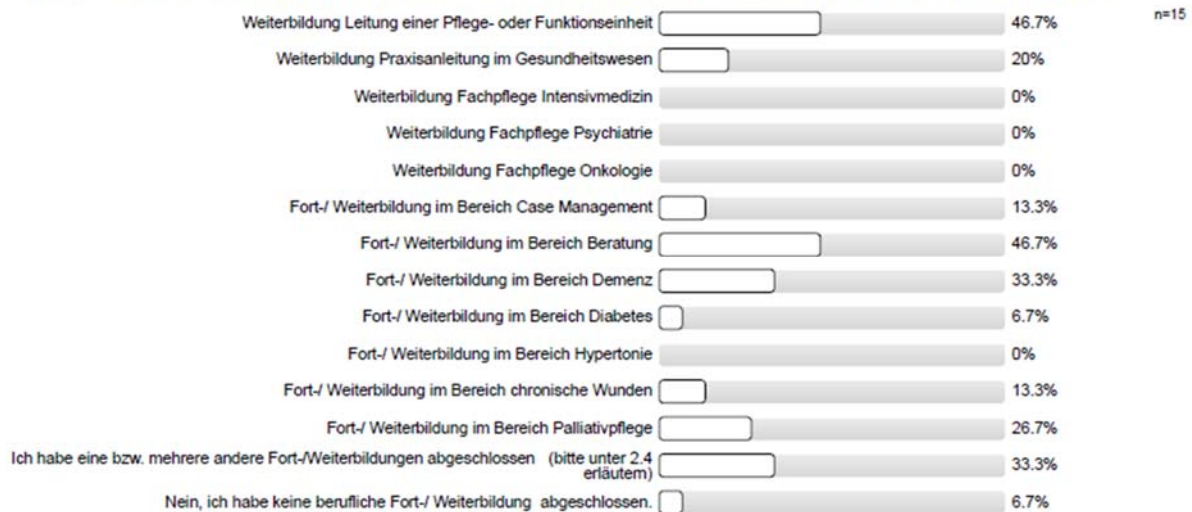 Weiterbildung Leitung einer Pflege- oder Funktionseinheit 46.7% n=15
Weiterbildung Praxisanleitung im Gesundheitswesen 20%
Weiterbildung Fachpflege Intensivmedizin 0%
Weiterbildung Fachpflege Psychiatrie 0%
Weiterbildung Fachpflege Onkologie 0%
Fort-/ Weiterbildung im Bereich Case Management 13.3%
Fort-/ Weiterbildung im Bereich Beratung 46.7%
Fort-/ Weiterbildung im Bereich Demenz 33.3%
Fort-/ Weiterbildung im Bereich Diabetes 6.7%
Fort-/ Weiterbildung im Bereich Hypertonie 0%
Fort-/ Weiterbildung im Bereich chronische Wunden 13.3%
Fort-/ Weiterbildung im Bereich Palliativpflege 26.7%
Ich habe eine bzw. mehrere andere Fort-/Weiterbildungen abgeschlossen (bitte unter 2.4
erläutern) 33.3%
Nein, ich habe keine berufliche Fort-/ Weiterbildung abgeschlossen. 6.7%